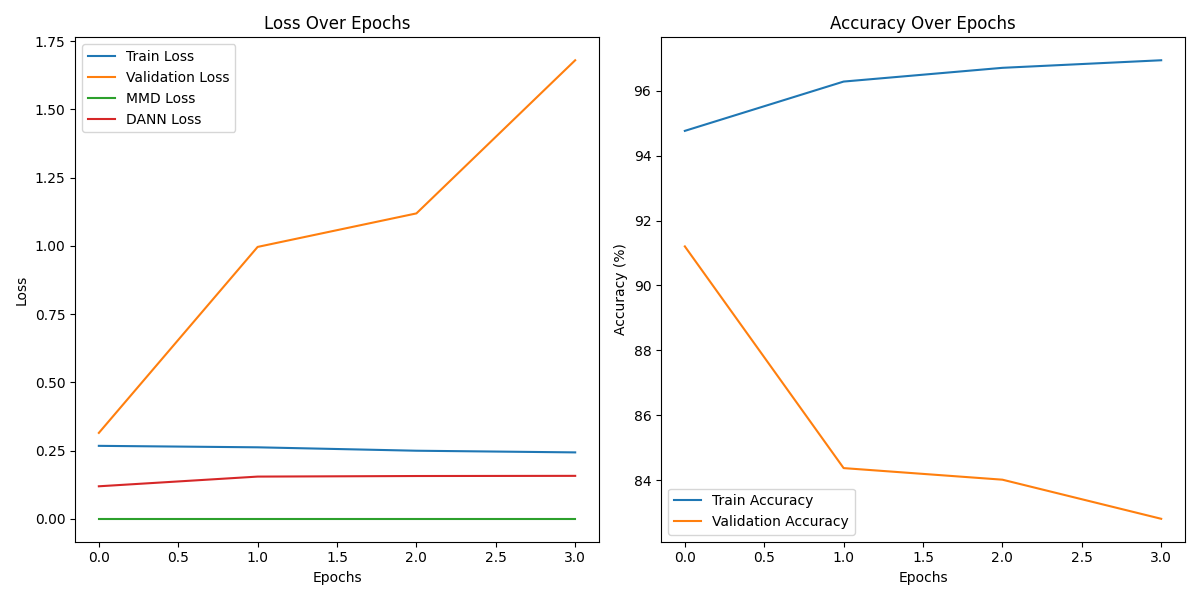 Loss Over Epochs
1.75
1.50
1.25
1.00
0.75
0.50
0.25
0.00
Loss
Train Loss
Validation Loss
MMD Loss
DANN Loss
0.0 0.5 1.0 1.5 2.0 2.5 3.0
Epochs
Accuracy Over Epochs
96
94
92
90
88
86
84
Accuracy (%)
Train Accuracy
Validation Accuracy
0.0 0.5 1.0 1.5 2.0 2.5 3.0
Epochs